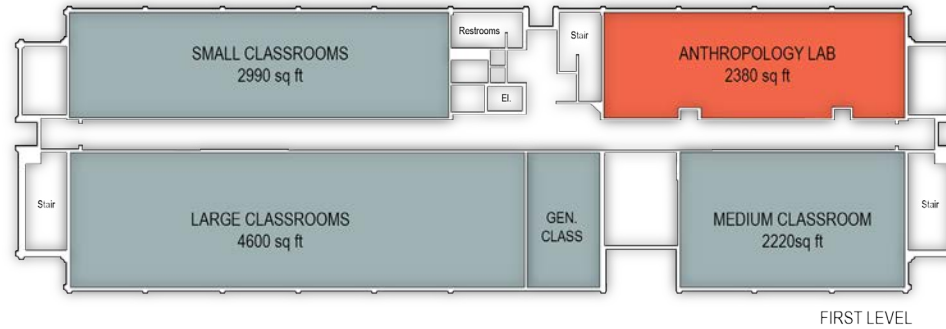 SMALL CLASSROOMS
2990 sq ft
Restrooms
El.
Stair
ANTHROPOLOGY LAB
2380 sq ft
Stair
LARGE CLASSROOMS
4600 sq ft
GEN.
CLASS
MEDIUM CLASSROOM
2220sq ft
Stair
FIRST LEVEL